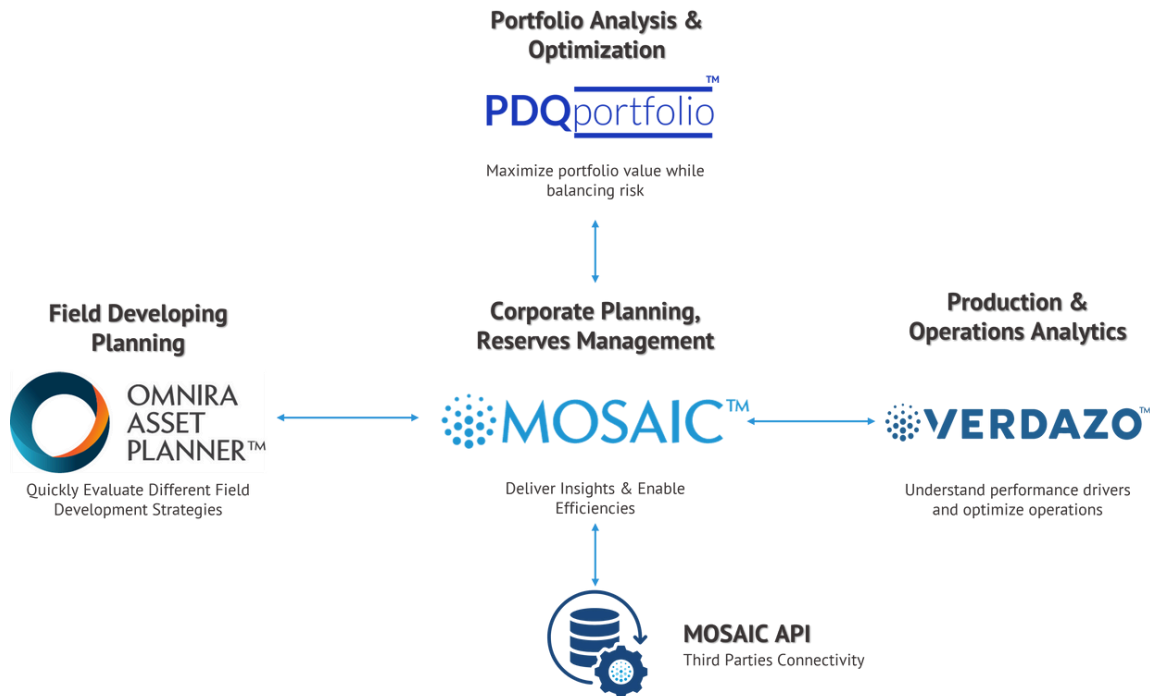 Portfolio Analysis &
Optimization
PDQportfolio™
Maximize portfolio value while
balancing risk
Field Developing
Planning
OMNIRA
ASSET
PLANNER™
Quickly Evaluate Different Field
Development Strategies
Corporate Planning,
Reserves Management
MOSAIC™
Deliver Insights & Enable
Efficiencies
Production &
Operations Analytics
VERDAZO™
Understand performance drivers
and optimize operations
MOSAIC API
Third Parties Connectivity